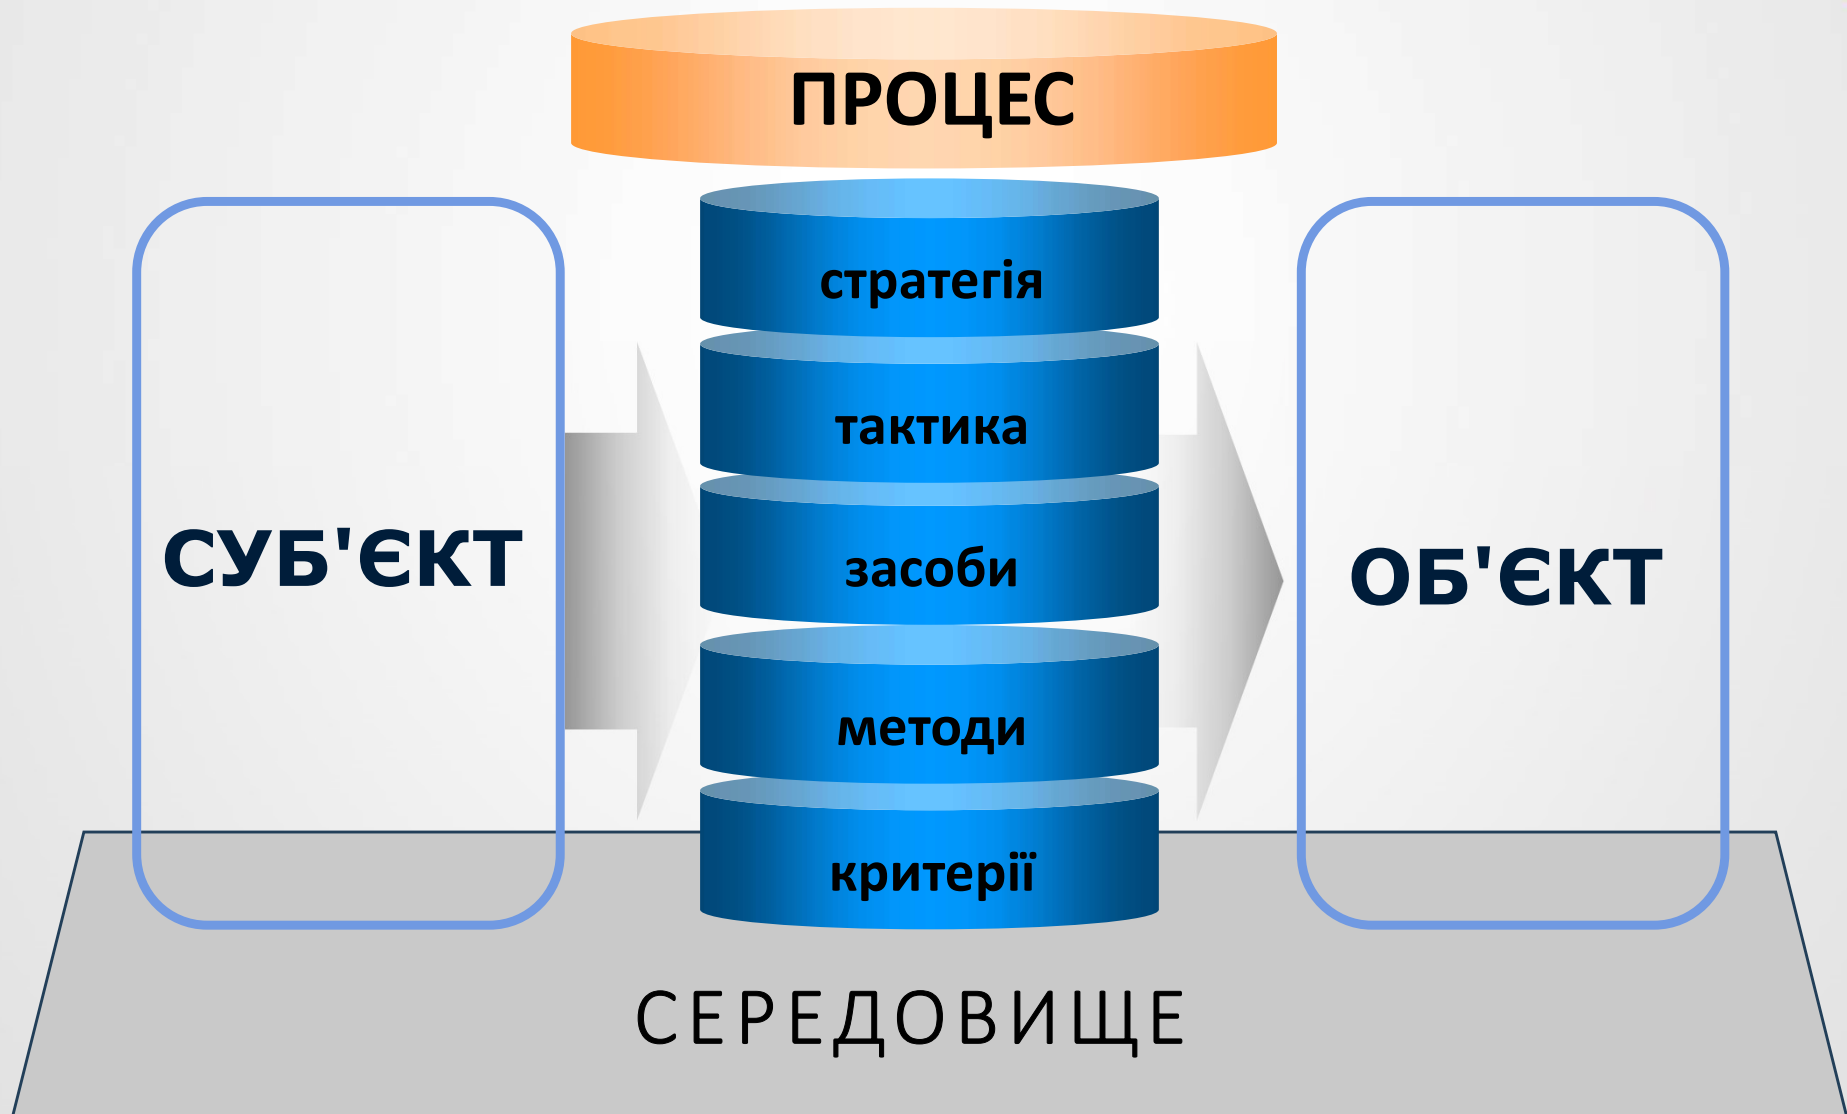 ПРОЦЕС
стратегія
тактика
засоби
методи
критерії
СУБ'ЄКТ
ОБ'ЄКТ
СЕРЕДОВИЩЕ